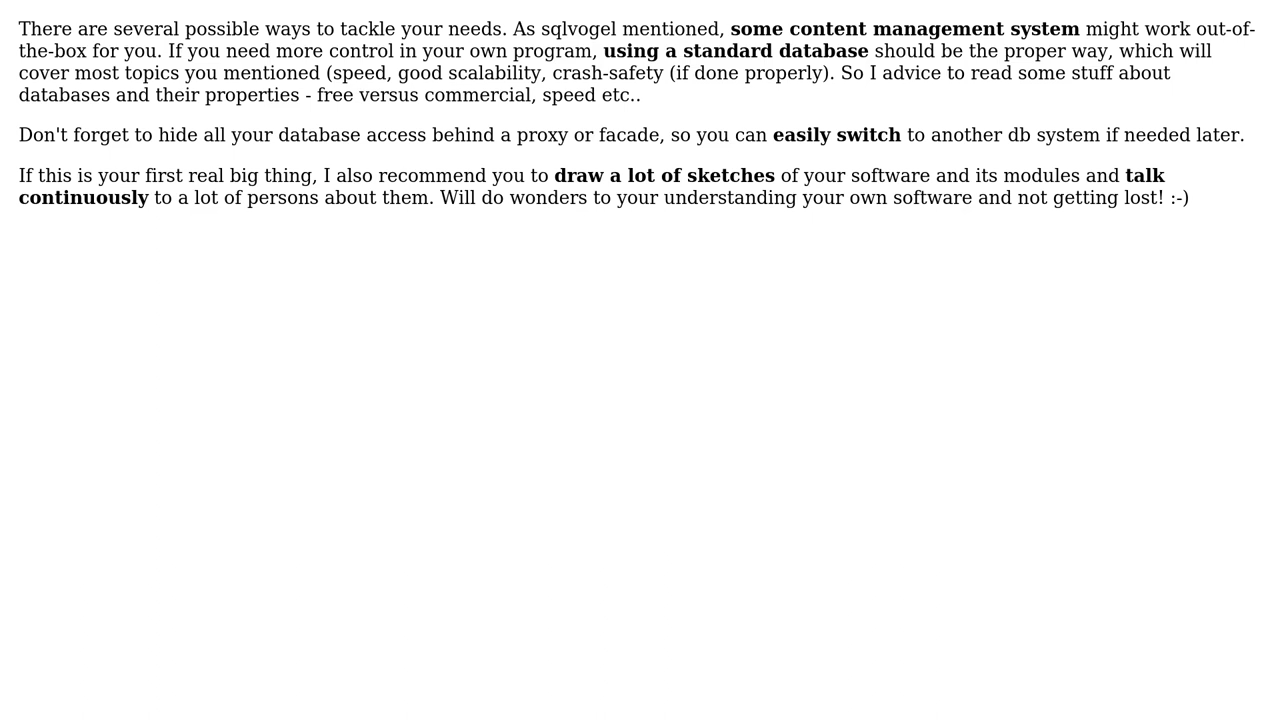 There are several possible ways to tackle your needs. As sqlvogel mentioned, some content management system might work out-of-
the-box for you. If you need more control in your own program, using a standard database should be the proper way, which will
cover most topics you mentioned (speed, good scalability, crash-safety (if done properly). So I advice to read some stuff about
databases and their properties - free versus commercial, speed etc..
Don't forget to hide all your database access behind a proxy or facade, so you can easily switch to another db system if needed later.
If this is your first real big thing, I also recommend you to draw a lot of sketches of your software and its modules and talk
continuously to a lot of persons about them. Will do wonders to your understanding your own software and not getting lost! :-)